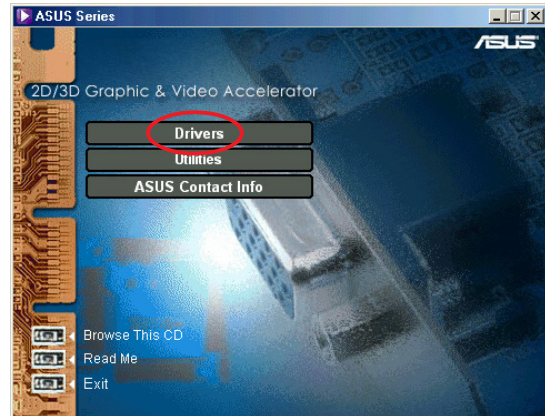 ASUS Series
ASUS
2D/3D Graphic & Video Accelerator
Drivers
Utilities
ASUS Contact Info
Browse This CD
Read Me
Exit